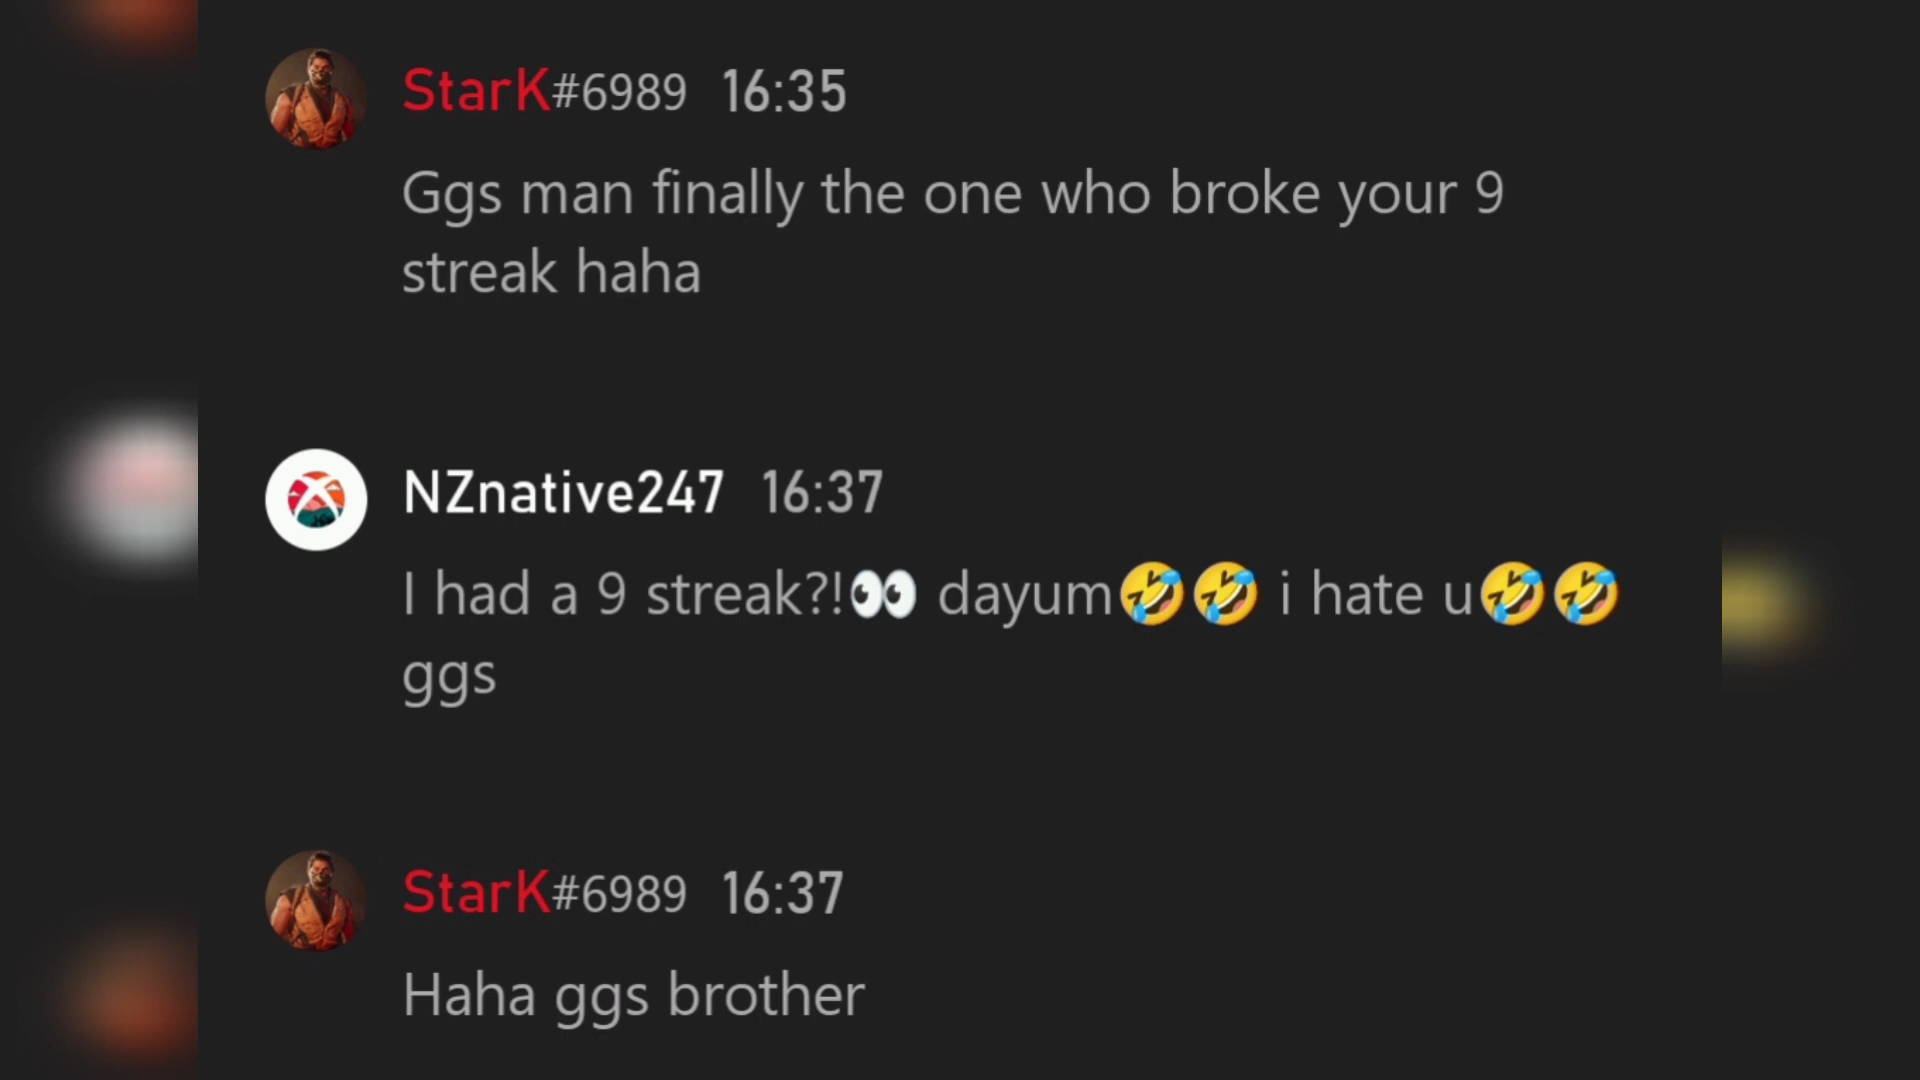 StarK#6989 16:35
Ggs man finally the one who broke your 9
streak haha
NZnative247 16:37
I had a 9 streak?!👀 dayum🤣🤣 i hate u🤣🤣
ggs
StarK#6989 16:37
Haha ggs brother